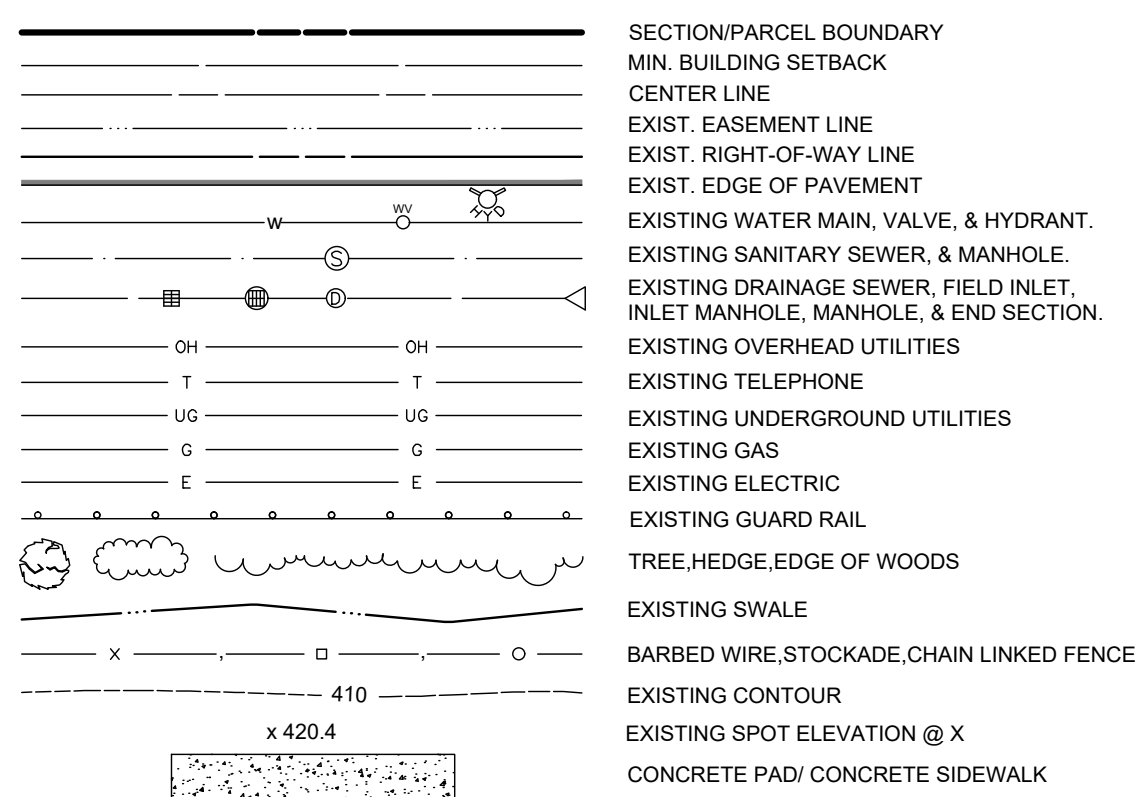 SECTION/PARCEL BOUNDARY
MIN. BUILDING SETBACK
CENTER LINE
EXIST. EASEMENT LINE
EXIST. RIGHT-OF-WAY LINE
EXIST. EDGE OF PAVEMENT
W WV HYD EXISTING WATER MAIN, VALVE, & HYDRANT.
S EXISTING SANITARY SEWER, & MANHOLE.
D EXISTING DRAINAGE SEWER, FIELD INLET,
INLET MANHOLE, MANHOLE, & END SECTION.
OH OH EXISTING OVERHEAD UTILITIES
T T EXISTING TELEPHONE
UG UG EXISTING UNDERGROUND UTILITIES
G G EXISTING GAS
E E EXISTING ELECTRIC
EXISTING GUARD RAIL
TREE,HEDGE,EDGE OF WOODS
EXISTING SWALE
X BARBED WIRE,STOCKADE,CHAIN LINKED FENCE
410 EXISTING CONTOUR
x 420.4 EXISTING SPOT ELEVATION @ X
CONCRETE PAD/ CONCRETE SIDEWALK